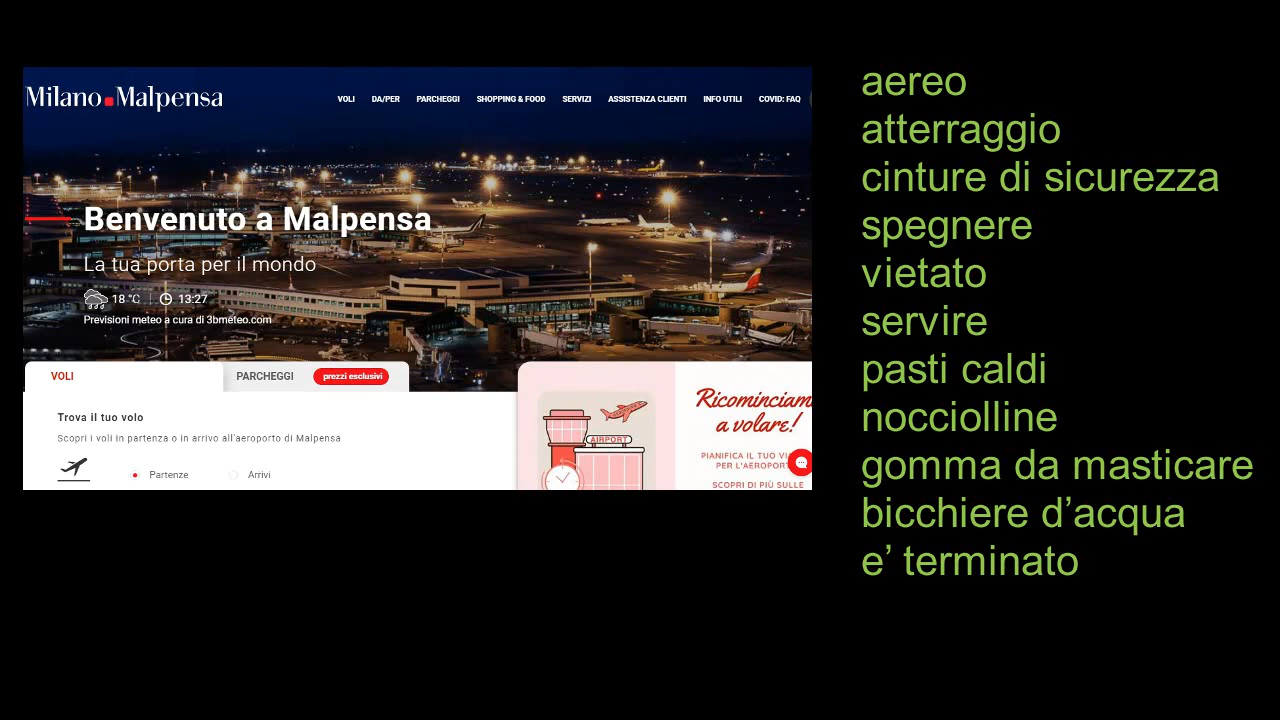 Milano Malpensa
VOLI DA/PER PARCHEGGI SHOPPING & FOOD SERVIZI ASSISTENZA CLIENTI INFO UTILI COVID: FAQ
Benvenuto a Malpensa
La tua porta per il mondo
18 °C | 13:27
Previsioni meteo a cura di 3bmeteo.com
VOLI PARCHEGGI prezzi esclusivi
Trova il tuo volo
Scopri i voli in partenza o in arrivo all'aeroporto di Malpensa
Partenze Arrivi
AIRPORT
Ricominciam
a volare!
PIANIFICA IL TUO
PER L'AEROPOR
SCOPRI DI PIÙ SULLE
aereo
atterraggio
cinture di sicurezza
spegnere
vietato
servire
pasti caldi
nocciolline
gomma da masticare
bicchiere d’acqua
e’ terminato